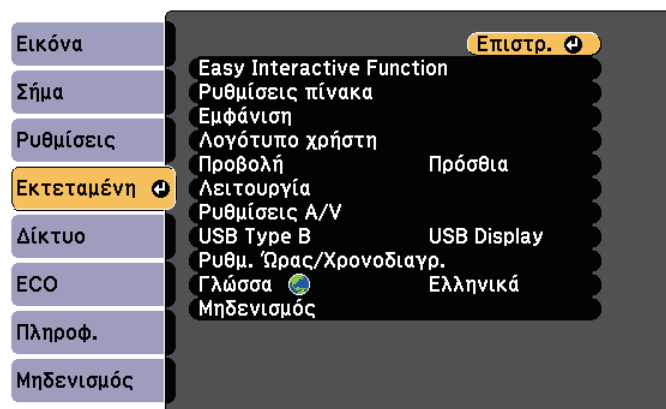 Εικόνα
Σήμα
Ρυθμίσεις
Εκτεταμένη
Δίκτυο
ECO
Πληροφ.
Μηδενισμός
Επιστρ.
Easy Interactive Function
Ρυθμίσεις πίνακα
Εμφάνιση
Λογότυπο χρήστη
Προβολή Πρόσθια
Λειτουργία
Ρυθμίσεις A/V
USB Type B USB Display
Ρυθμ. Ώρας/Χρονοδιαγρ.
Γλώσσα Ελληνικά
Μηδενισμός